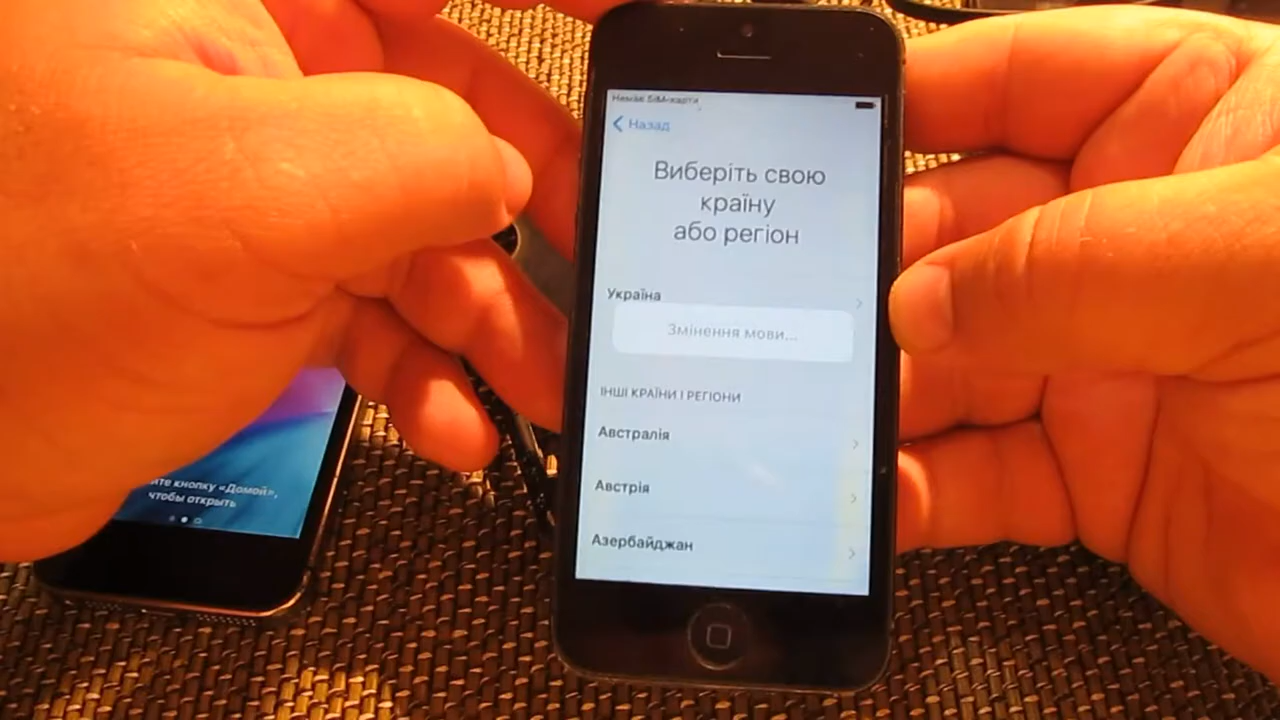 Немає SIM-карти
Назад
Виберіть свою
країну
або регіон
Україна
Змінення мови...
ІНШІ КРАЇНИ І РЕГІОНИ
Австралія
Австрія
Азербайджан
кнопку «Домой»,
чтобы открыть